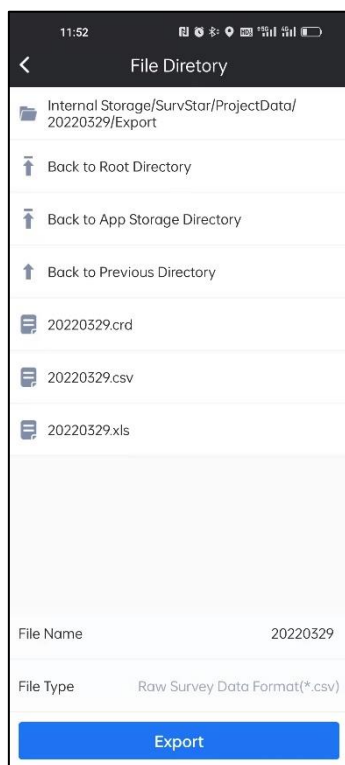 11:52
File Diretory
Internal Storage/SurvStar/ProjectData/
20220329/Export
Back to Root Directory
Back to App Storage Directory
Back to Previous Directory
20220329.crd
20220329.csv
20220329.xls
File Name 20220329
File Type Raw Survey Data Format(*.csv)
Export